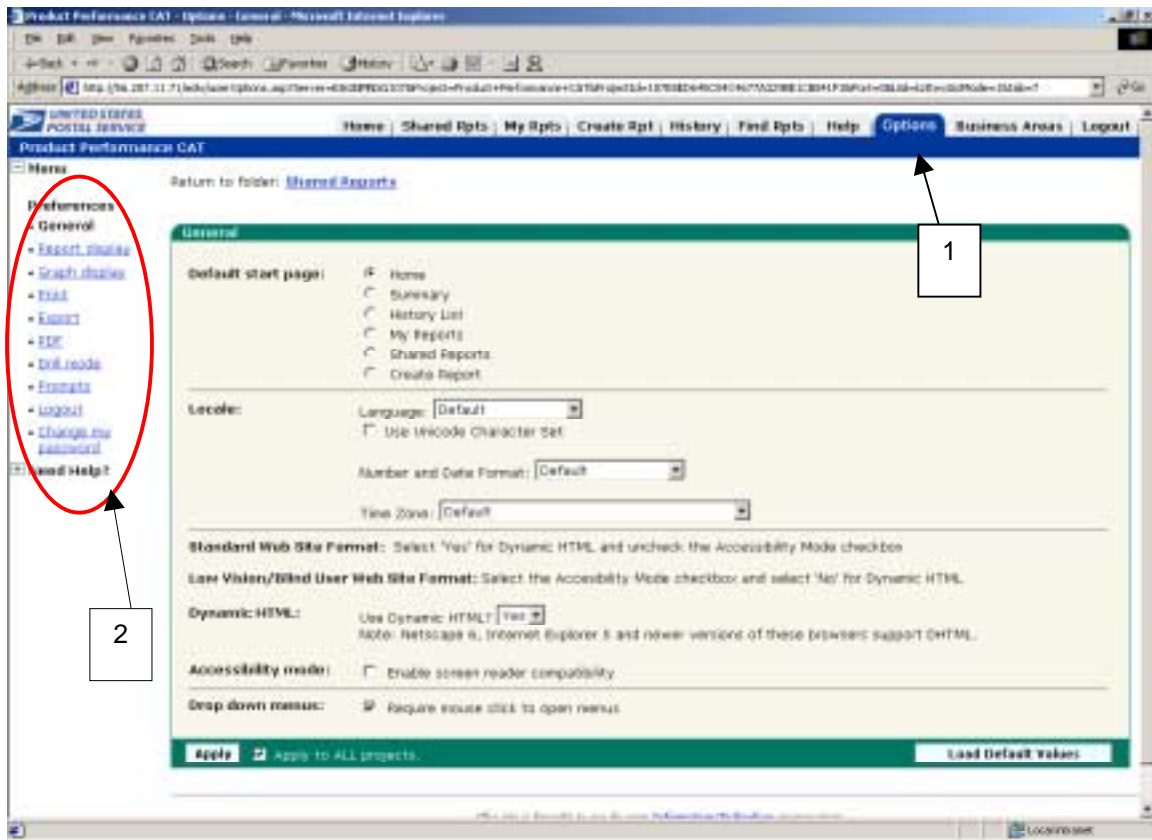 Product Performance CAT - Options - General - Microsoft Internet Explorer
File Edit View Favorites Tools Help
Back Search Favorites History
Address
Go
UNITED STATES
POSTAL SERVICE
Home Shared Rpts My Rpts Create Rpt History Find Rpts Help Options Business Areas Logout
Product Performance CAT
Menu
Return to folder: Shared Reports
Preferences
General
Report display
Graph display
Print
Export
PDF
Drill mode
Prompts
Logout
Change my
password
Need Help?
General
1
Default start page:
Home
Summary
History List
My Reports
Shared Reports
Create Report
Locale:
Language: Default
Use Unicode Character Set
Number and Date Format: Default
Time Zone: Default
Standard Web Site Format: Select 'Yes' for Dynamic HTML and uncheck the Accessibility Mode checkbox
Low Vision/Blind User Web Site Format: Select the Accessibility Mode checkbox and select 'No' for Dynamic HTML.
2
Dynamic HTML:
Use Dynamic HTML? Yes
Note: Netscape 6, Internet Explorer 5 and newer versions of these browsers support DHTML.
Accessibility mode:
Enable screen reader compatibility
Drop down menus:
Require mouse click to open menus
Apply Apply to ALL projects. Load Default Values
Local intranet